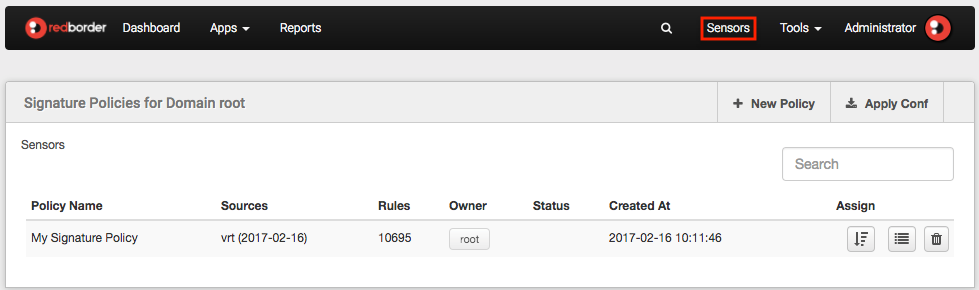 redborder Dashboard Apps Reports Sensors Tools Administrator
Signature Policies for Domain root New Policy Apply Conf
Sensors
Search
Policy Name Sources Rules Owner Status Created At Assign
My Signature Policy vrt (2017-02-16) 10695 root 2017-02-16 10:11:46